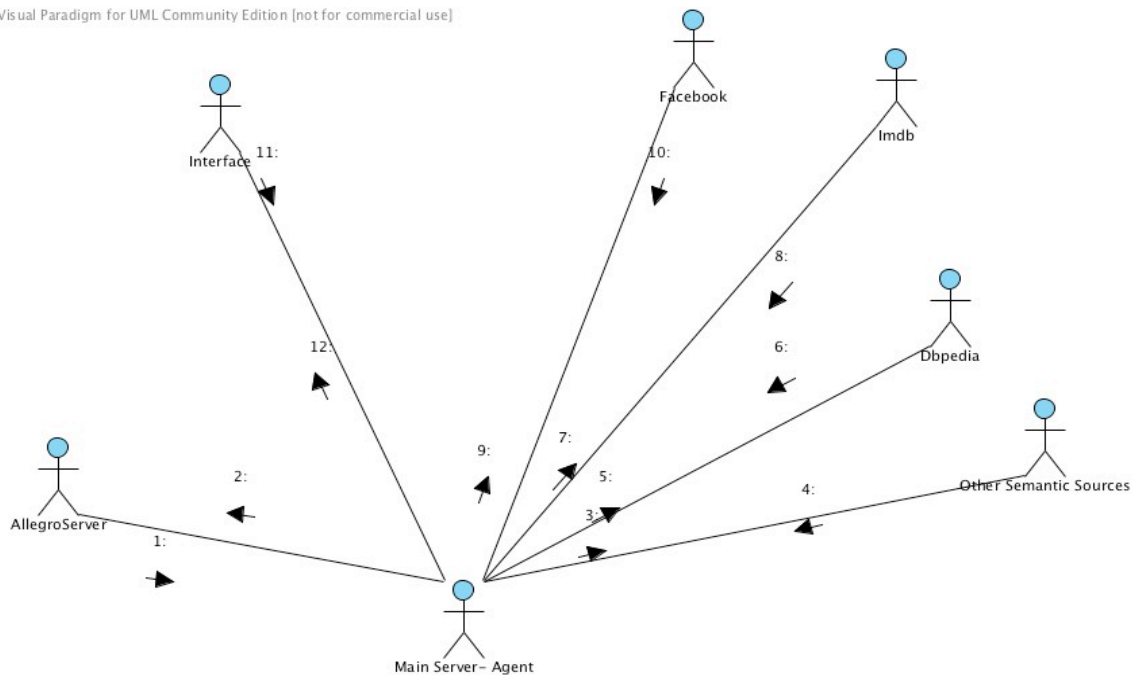 Visual Paradigm for UML Community Edition [not for commercial use]
Facebook
Imdb
Interface
11:
10:
8:
Dbpedia
12:
6:
9:
7:
5:
4:
Other Semantic Sources
2:
AllegroServer
3:
1:
Main Server- Agent